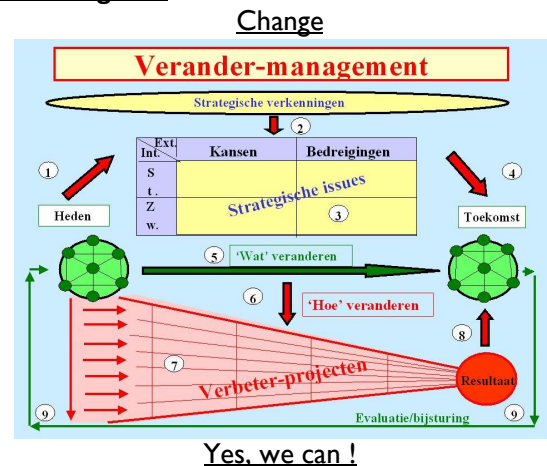 Change
Verander-management
Strategische verkenningen
2
Ext.
Int.
Kansen
Bedreigingen
1
4
S
t .
Strategische issues
Z
w.
3
Heden
Toekomst
5
'Wat' veranderen
6
'Hoe' veranderen
8
7
Verbeter-projecten
Resultaat
9
Evaluatie/bijsturing
9
Yes, we can !